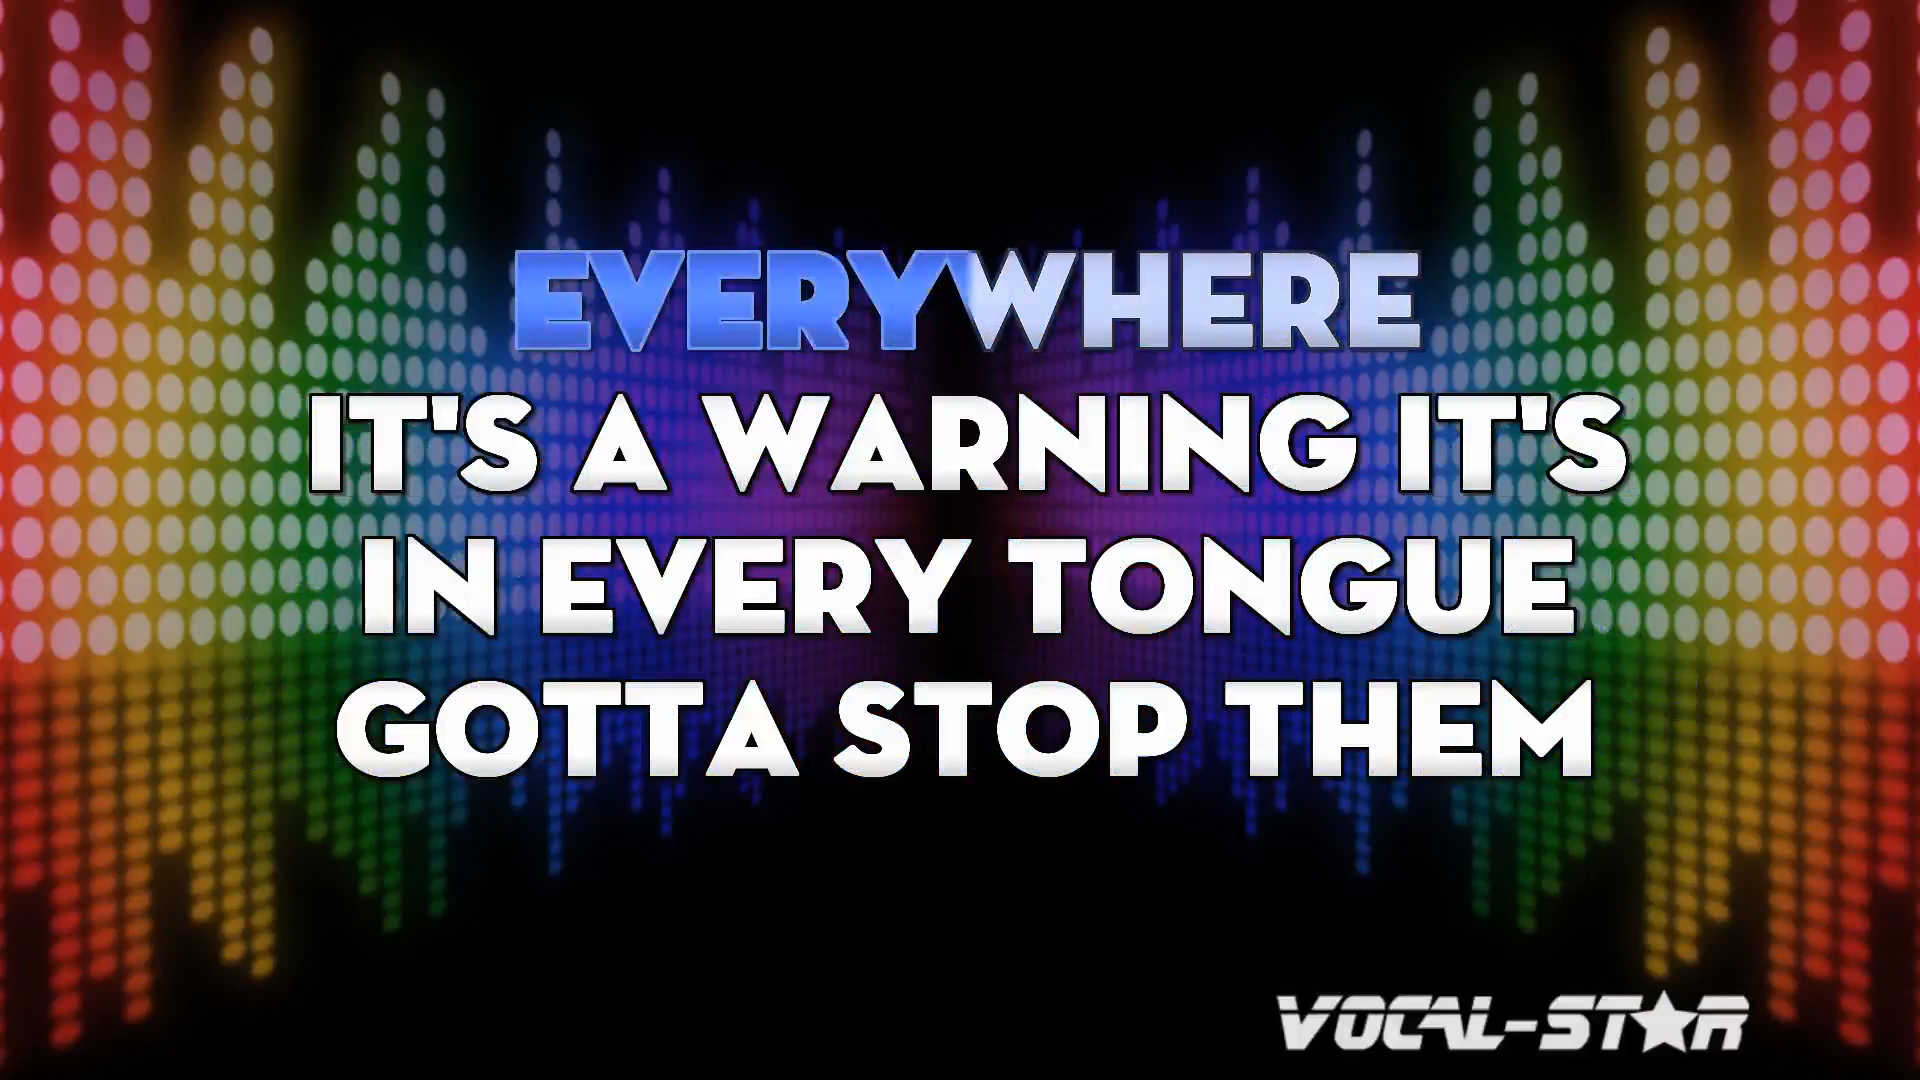 EVERYWHERE
IT'S A WARNING IT'S
IN EVERY TONGUE
GOTTA STOP THEM
VOCAL-STAR